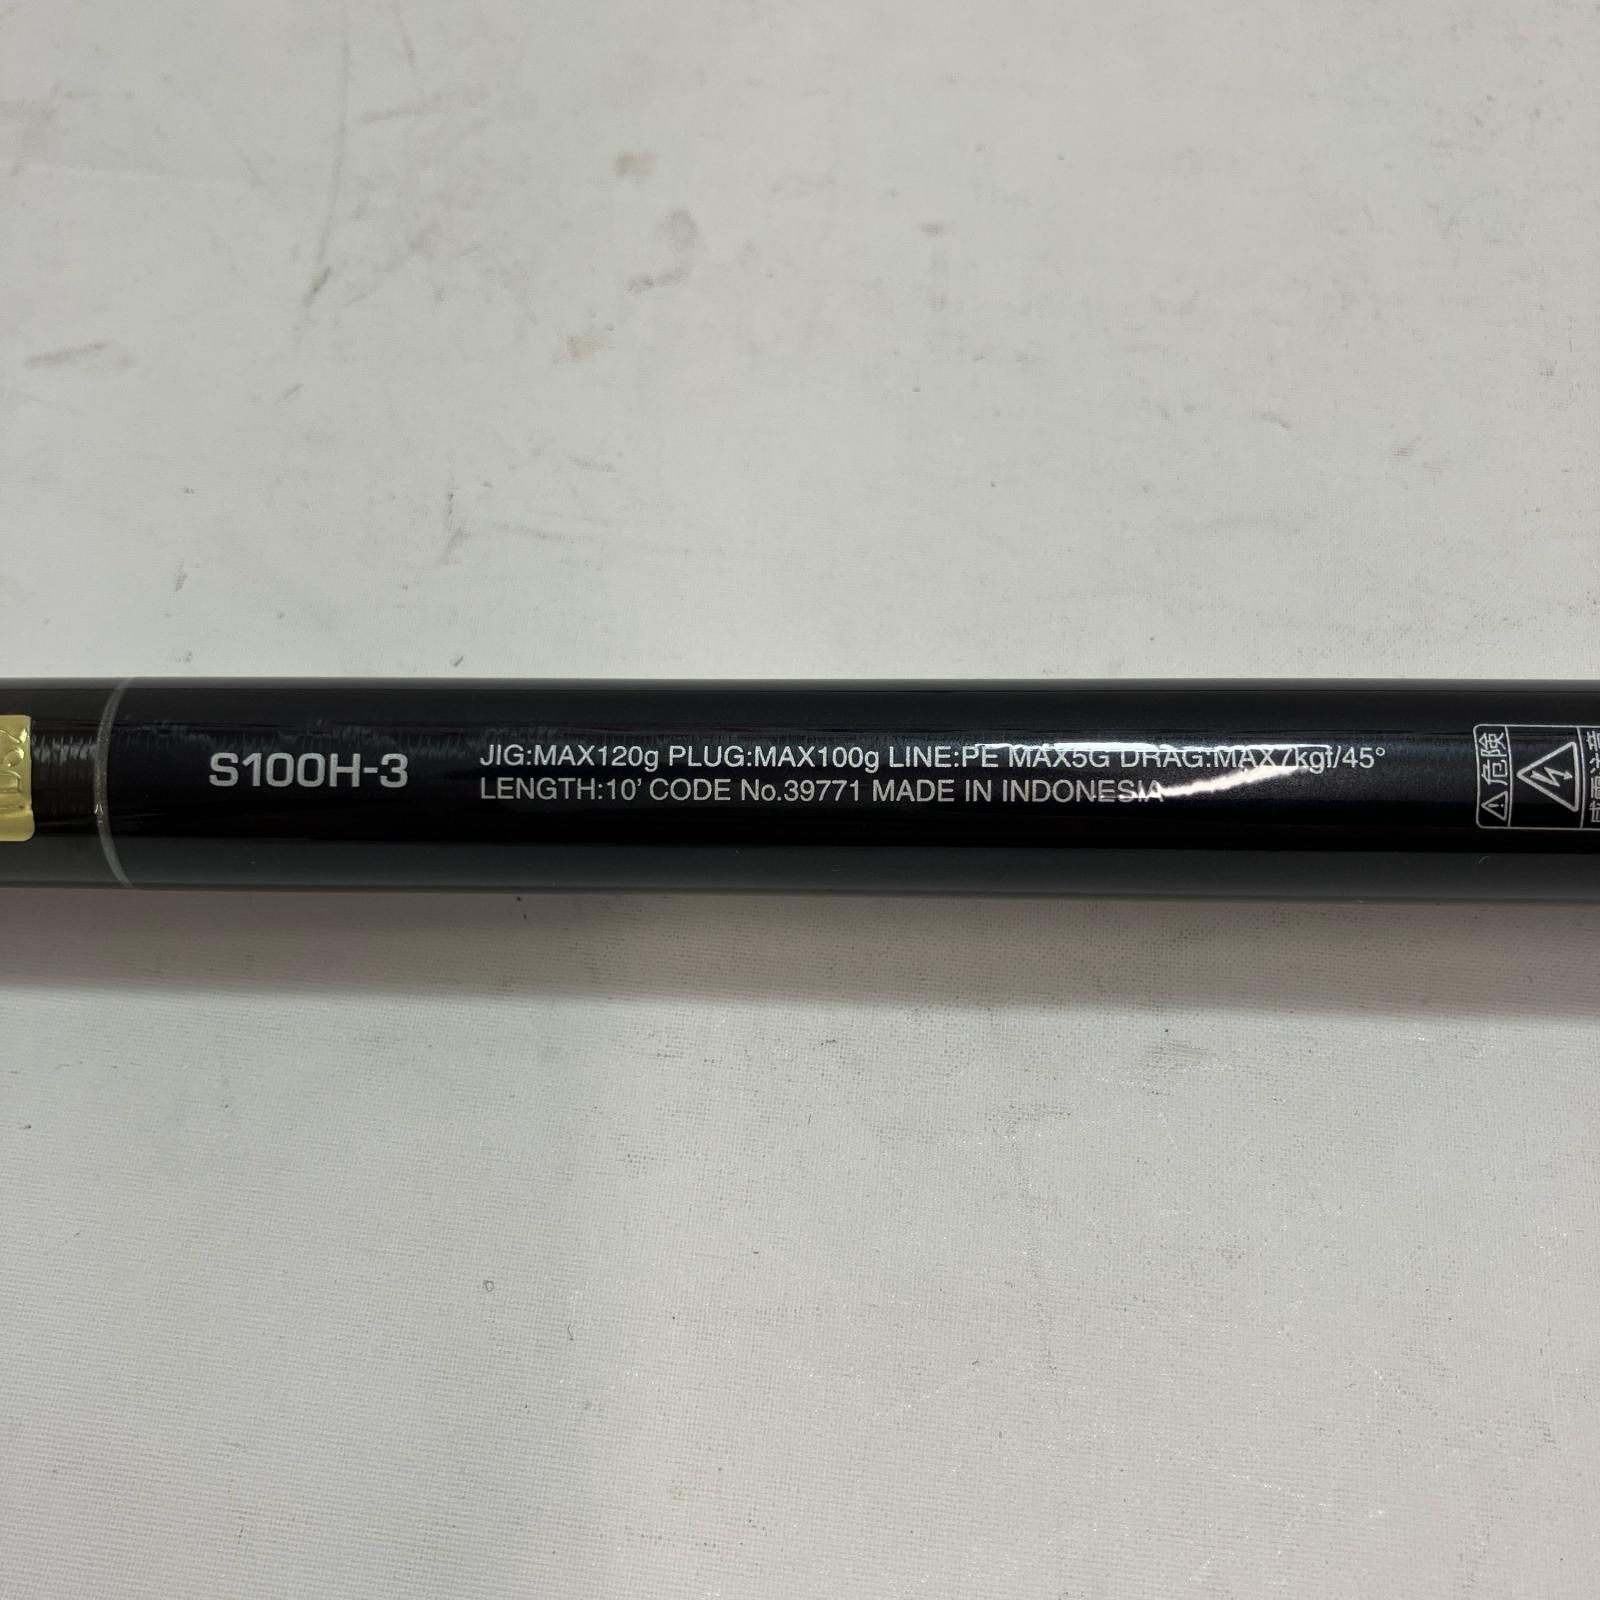 S100H-3
JIG:MAX120g PLUG:MAX100g LINE:PE MAX5G DRAG:MAX7kgf/45°
LENGTH:10' CODE No.39771 MADE IN INDONESIA
⚠危険